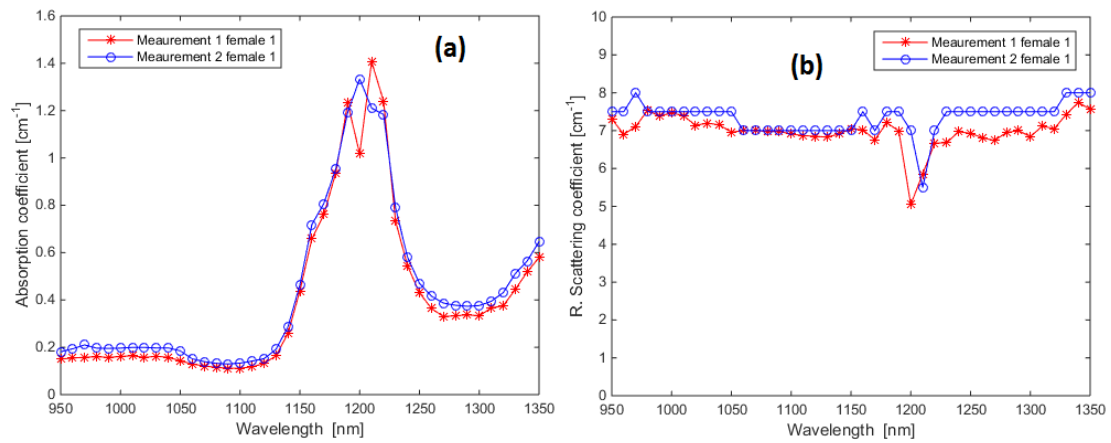 1.6
1.4
1.2
1
0.8
0.6
0.4
0.2
0
Absorption coefficient [cm-1]
Meaurement 1 female 1
Meaurement 2 female 1
(a)
950 1000 1050 1100 1150 1200 1250 1300 1350
Wavelength [nm]
10
9
8
7
6
5
4
3
2
1
0
R. Scattering coefficient [cm-1]
Meaurement 1 female 1
Meaurement 2 female 1
(b)
950 1000 1050 1100 1150 1200 1250 1300 1350
Wavelength [nm]